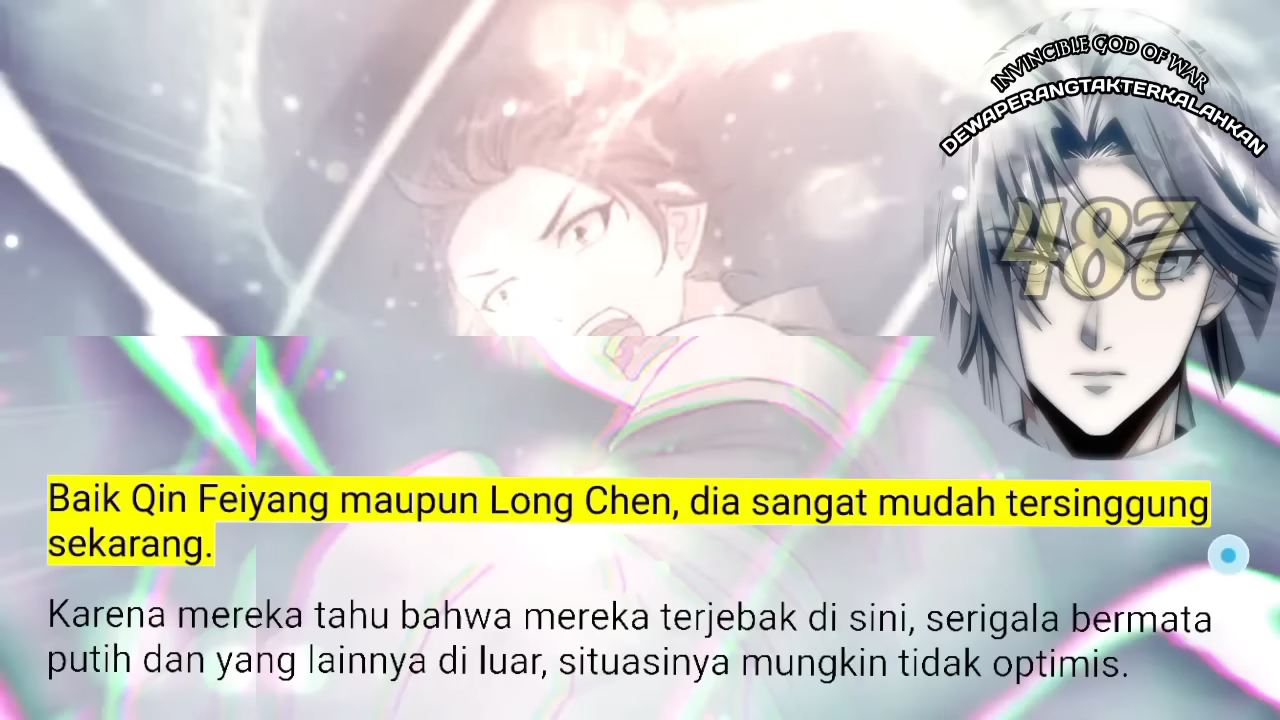 INVINCIBLE GOD OF WAR
DEWAPERANGTAKTERKALAHKAN
487
Baik Qin Feiyang maupun Long Chen, dia sangat mudah tersinggung
sekarang.
Karena mereka tahu bahwa mereka terjebak di sini, serigala bermata
putih dan yang lainnya di luar, situasinya mungkin tidak optimis.